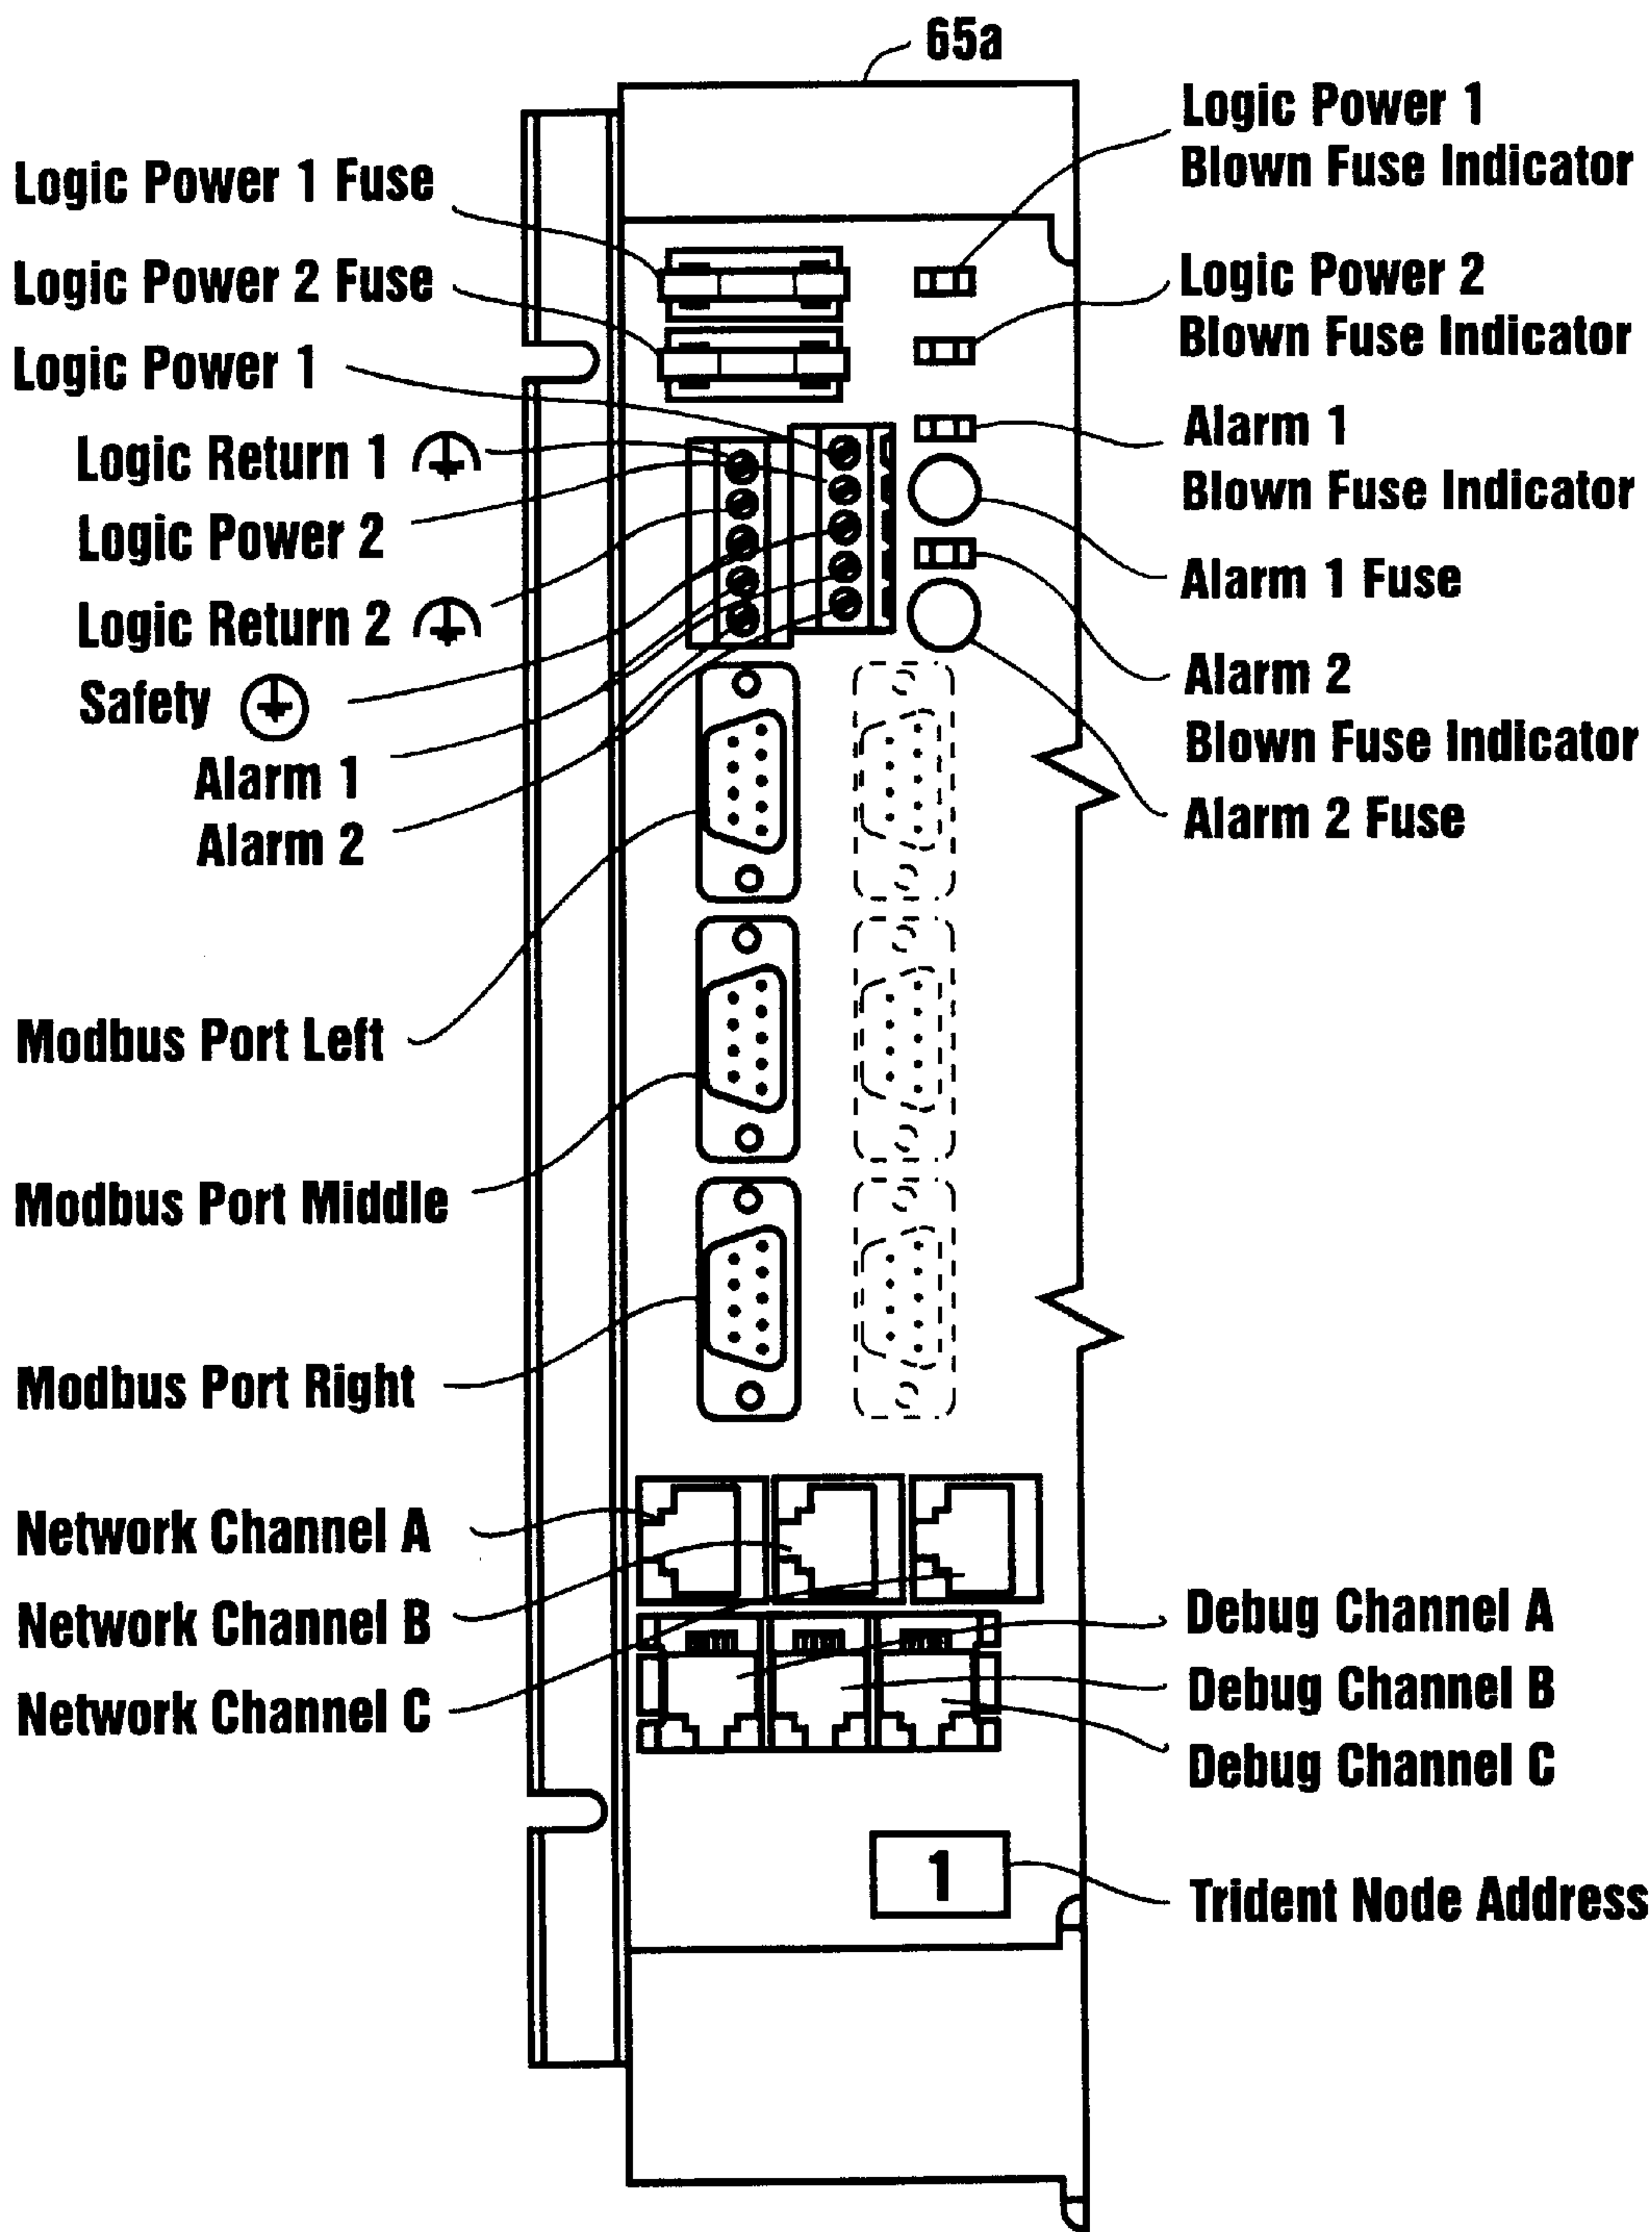 65a
Logic Power 1
Blown Fuse Indicator
Logic Power 1 Fuse
Logic Power 2 Fuse
Logic Power 2
Blown Fuse Indicator
Logic Power 1
Alarm 1
Blown Fuse Indicator
Logic Return 1
Logic Power 2
Alarm 1 Fuse
Logic Return 2
Safety
Alarm 2
Blown Fuse Indicator
Alarm 1
Alarm 2 Fuse
Alarm 2
Modbus Port Left
Modbus Port Middle
Modbus Port Right
Network Channel A
Network Channel B
Network Channel C
Debug Channel A
Debug Channel B
Debug Channel C
1
Trident Node Address